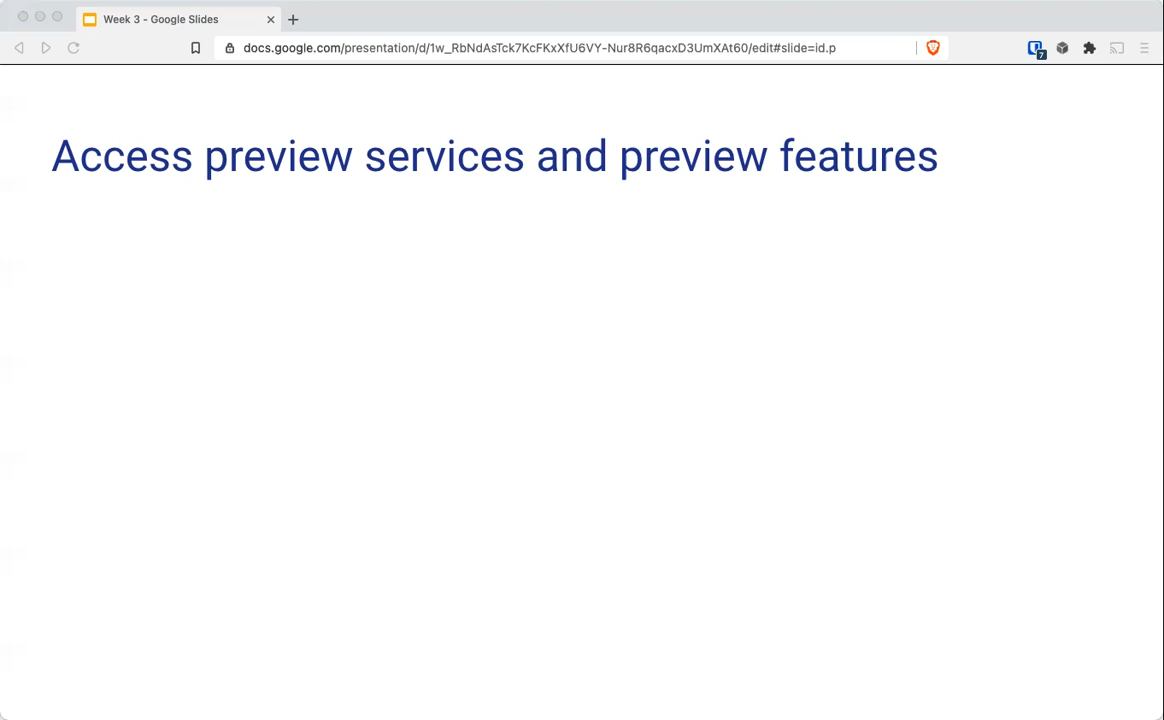 Week 3 - Google Slides
docs.google.com/presentation/d/1w_RbNdAsTck7KcFKxXfU6VY-Nur8R6qacxD3UmXAt60/edit#slide=id.p
7
Access preview services and preview features